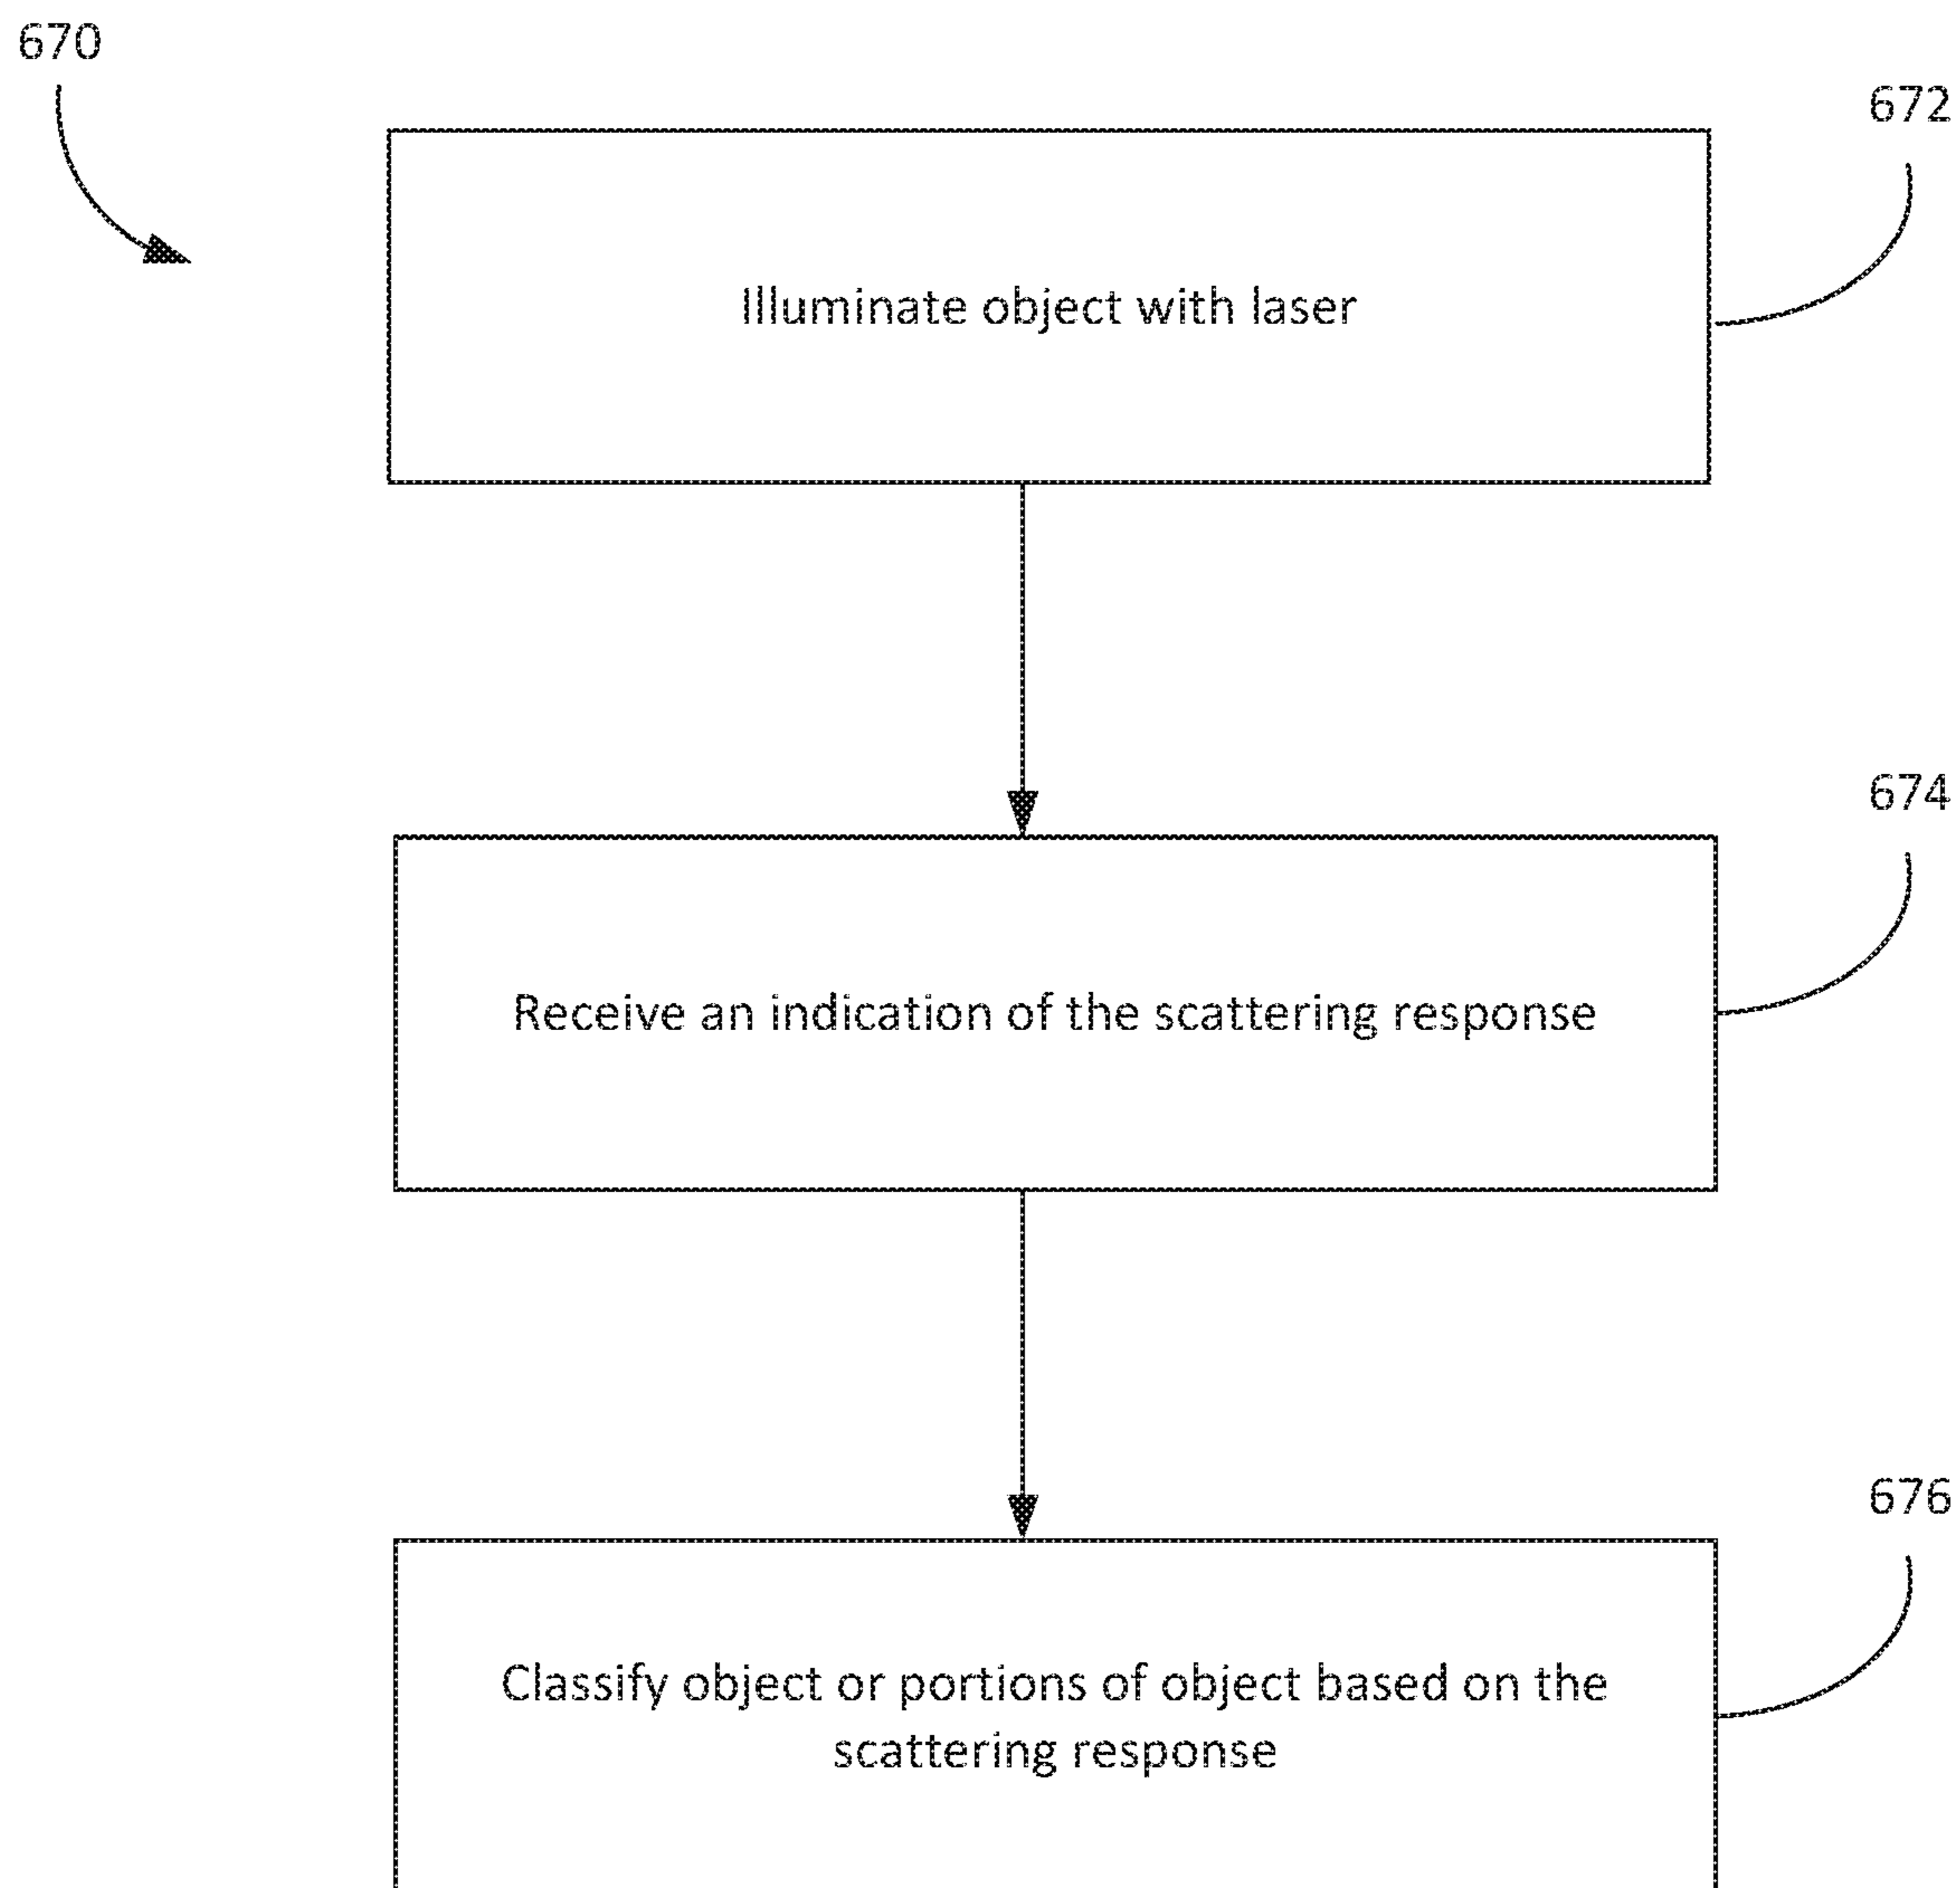 670
672
Illuminate object with laser
674
Receive an indication of the scattering response
676
Classify object or portions of object based on the
scattering response